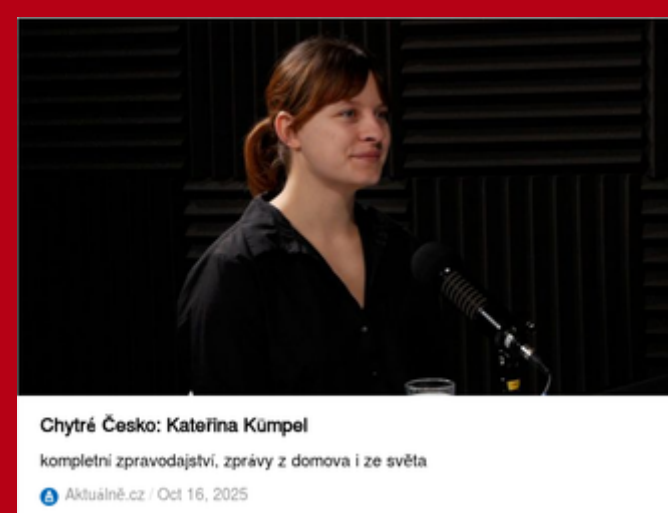 Chytré Česko: Kateřina Kümpel
kompletní zpravodajství, zprávy z domova i ze světa
Aktuálně.cz / Oct 16, 2025